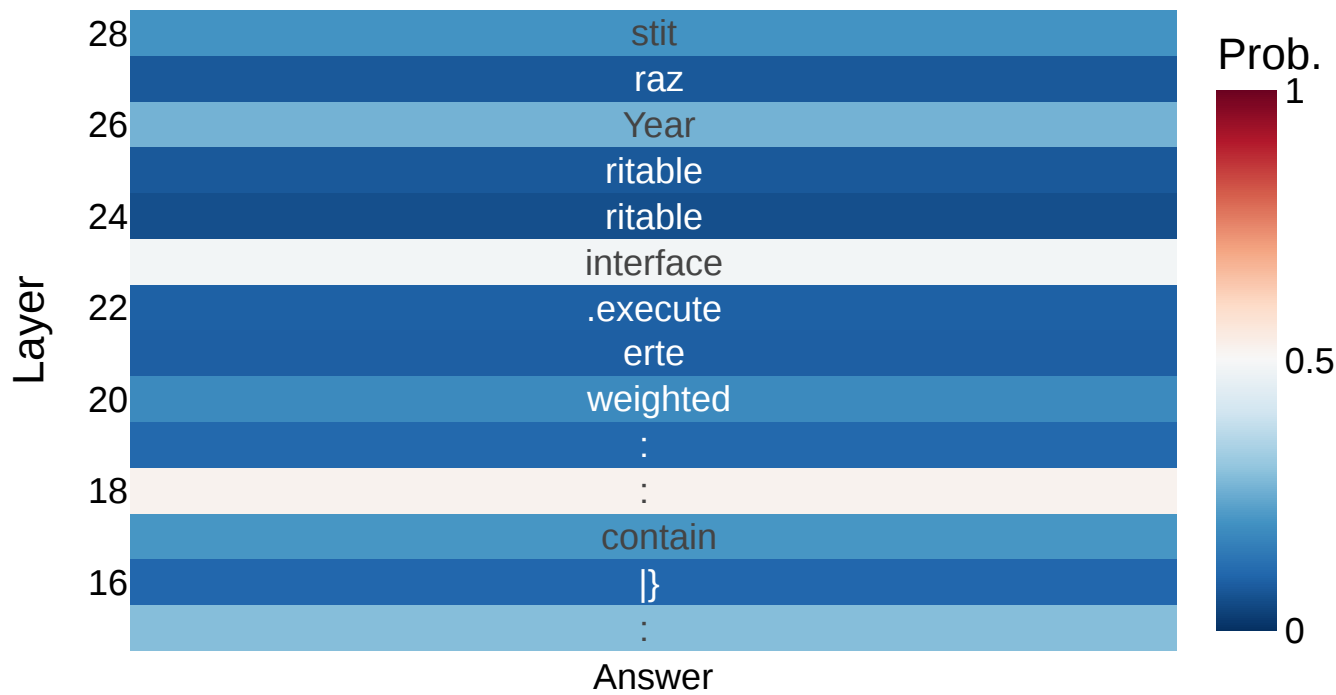 28 stit
Prob.
raz
1
26 Year
ritable
24 ritable
interface
22 .execute
Layer
erte
0.5
20 weighted
:
18 :
contain
16 |}
:
0
Answer